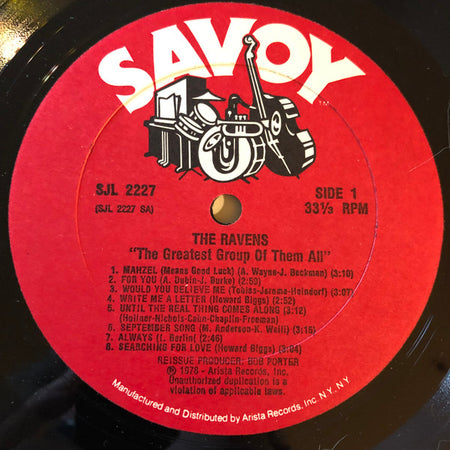 SAVOY
TM
SJL 2227
(SJL 2227 SA)
SIDE 1
33⅓ RPM
THE RAVENS
"The Greatest Group Of Them All"
1. MAHZEL (Means Good Luck) (A. Wayne-J. Beckman) (3:10)
2. FOR YOU (A. Dubin-J. Burke) (2:59)
3. WOULD YOU BELIEVE ME (Tobias-Jerome-Heindorf) (3:07)
4. WRITE ME A LETTER (Howard Biggs) (2:52)
5. UNTIL THE REAL THING COMES ALONG (3:12)
(Hollner-Nichols-Cahn-Chaplin-Freeman)
6. SEPTEMBER SONG (M. Anderson-K. Weill) (3:15)
7. ALWAYS (I. Berlin) (2:46)
8. SEARCHING FOR LOVE (Howard Biggs) (3:04)
REISSUE PRODUCER: BOB PORTER
℗ 1978 - Arista Records, Inc.
Unauthorized duplication is a
violation of applicable laws.
Manufactured and Distributed by Arista Records, Inc. N.Y. N.Y.